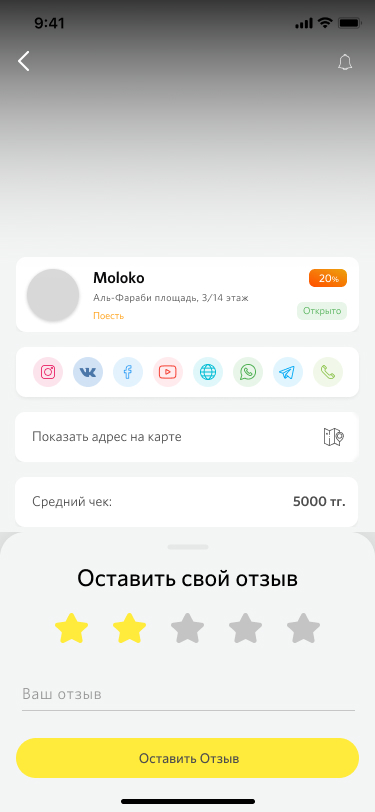 9:41
Moloko
20%
Аль-Фараби площадь, 3/14 этаж
Поесть
Открыто
Показать адрес на карте
Средний чек:
5000 тг.
Оставить свой отзыв
Ваш отзыв
Оставить Отзыв